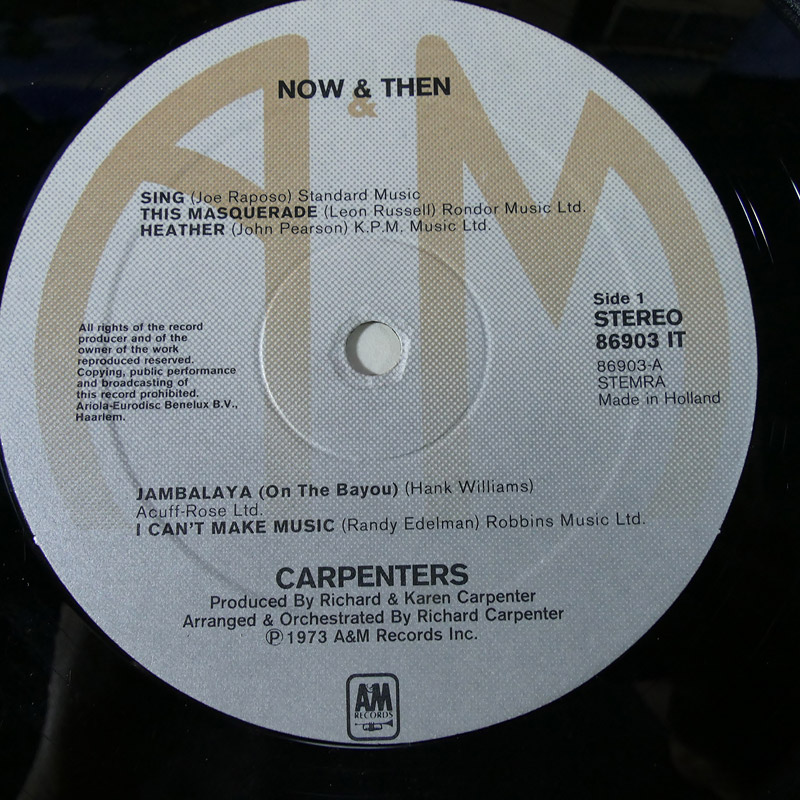 NOW & THEN
&
SING (Joe Raposo) Standard Music
THIS MASQUERADE (Leon Russell) Rondor Music Ltd.
HEATHER (John Pearson) K.P.M. Music Ltd.
All rights of the record
producer and of the
owner of the work
reproduced reserved.
Copying, public performance
and broadcasting of
this record prohibited.
Ariola-Eurodisc Benelux B.V.,
Haarlem.
Side 1
STEREO
86903 IT
86903-A
STEMRA
Made in Holland
JAMBALAYA (On The Bayou) (Hank Williams)
Acuff-Rose Ltd.
I CAN'T MAKE MUSIC (Randy Edelman) Robbins Music Ltd.
CARPENTERS
Produced By Richard & Karen Carpenter
Arranged & Orchestrated By Richard Carpenter
℗ 1973 A&M Records Inc.
A&M
RECORDS